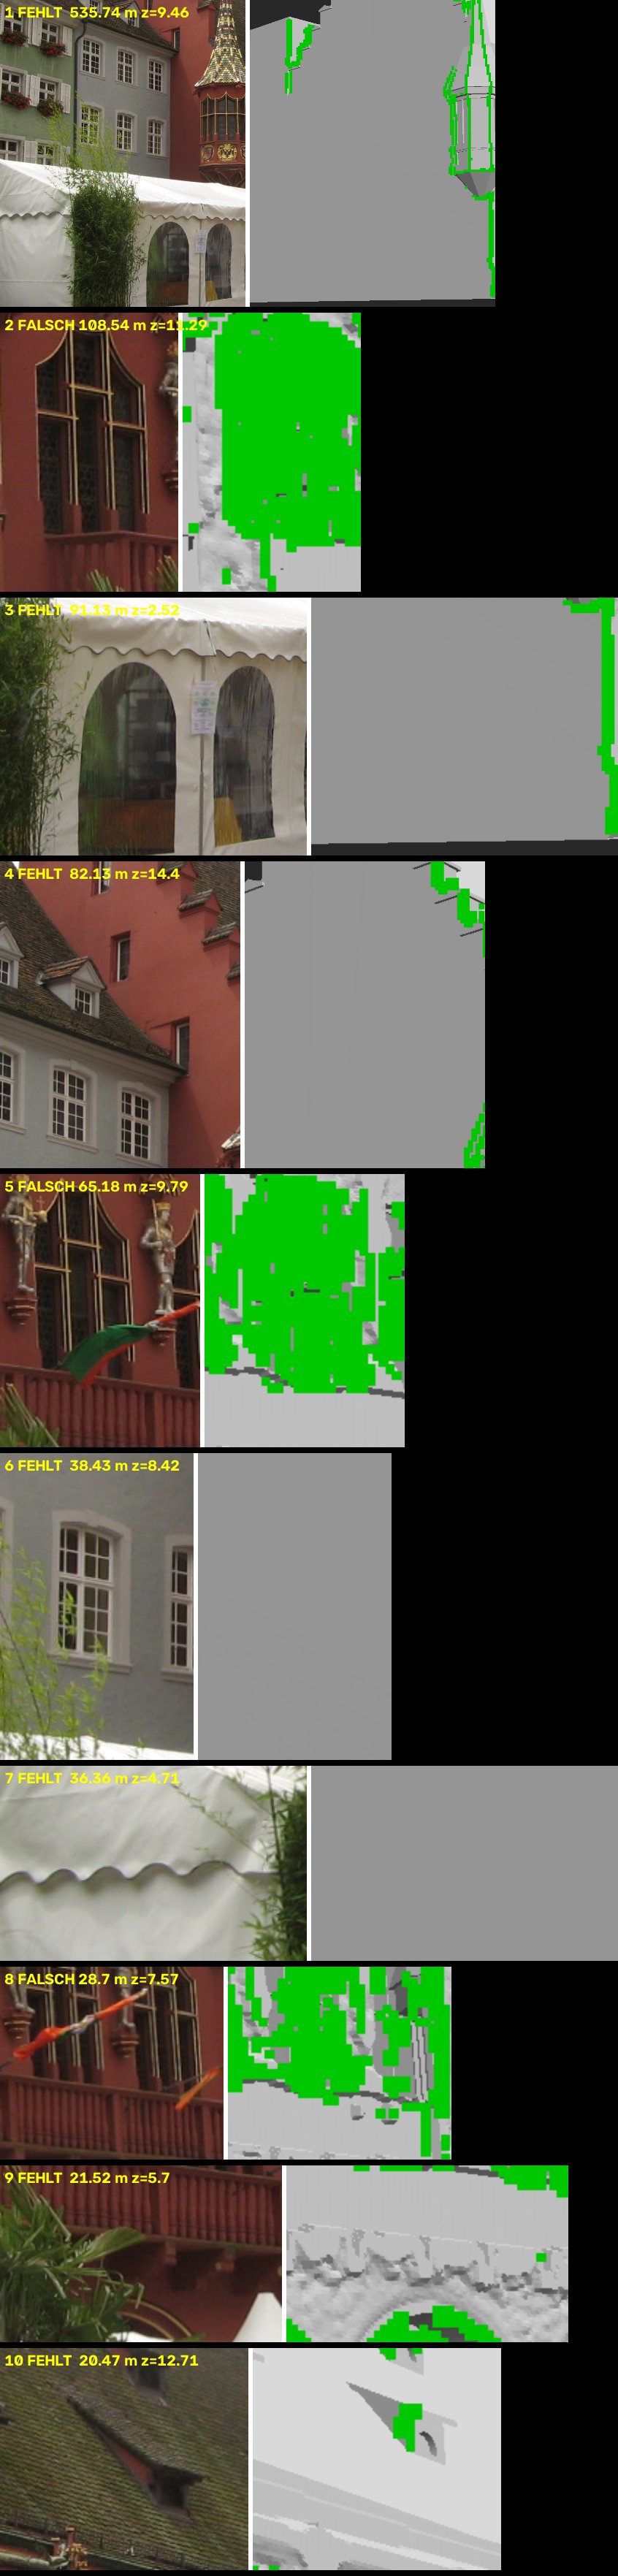 1 FEHLT 535.74 m z=9.46
2 FALSCH 108.54 m z=11.29
3 FEHLT 91.13 m z=2.52
4 FEHLT 82.13 m z=14.4
5 FALSCH 65.18 m z=9.79
6 FEHLT 38.43 m z=8.42
7 FEHLT 36.36 m z=4.71
8 FALSCH 28.7 m z=7.57
9 FEHLT 21.52 m z=5.7
10 FEHLT 20.47 m z=12.71